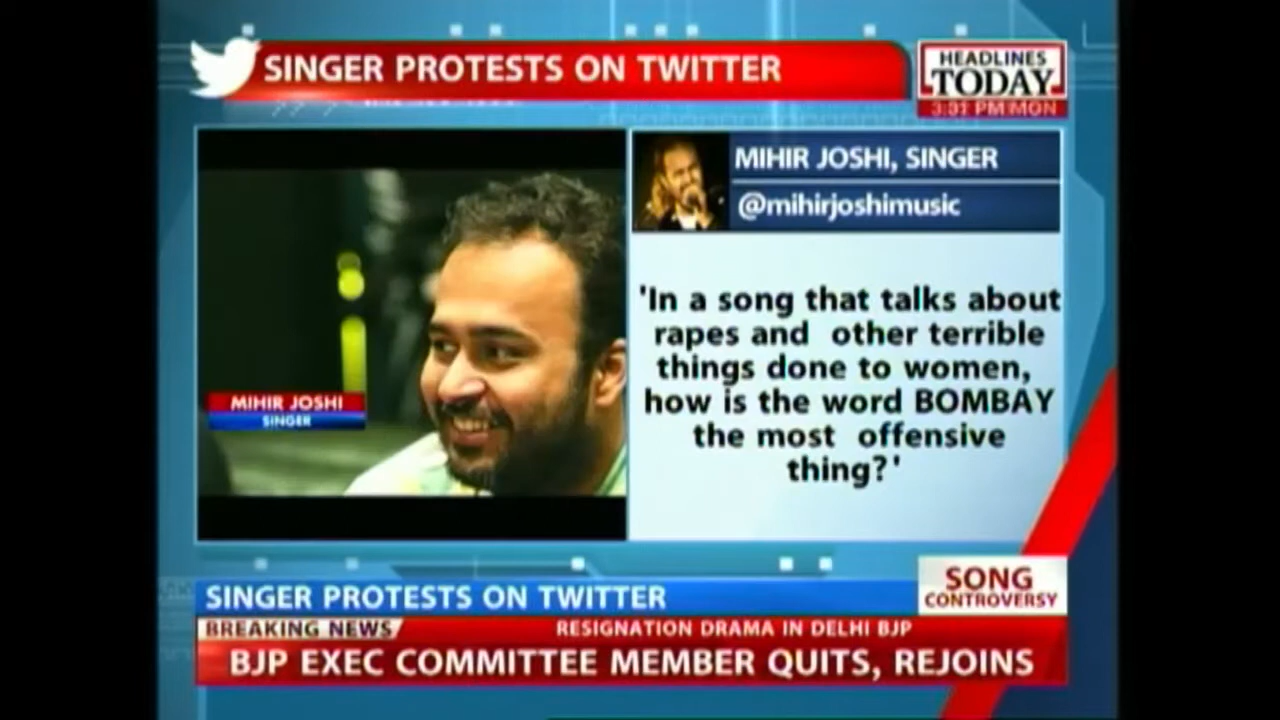 SINGER PROTESTS ON TWITTER
HEADLINES
TODAY
3:31 PM MON
MIHIR JOSHI, SINGER
@mihirjoshimusic
'In a song that talks about
rapes and other terrible
things done to women,
how is the word BOMBAY
the most offensive
thing?'
MIHIR JOSHI
SINGER
SONG
CONTROVERSY
SINGER PROTESTS ON TWITTER
BREAKING NEWS
RESIGNATION DRAMA IN DELHI BJP
BJP EXEC COMMITTEE MEMBER QUITS, REJOINS